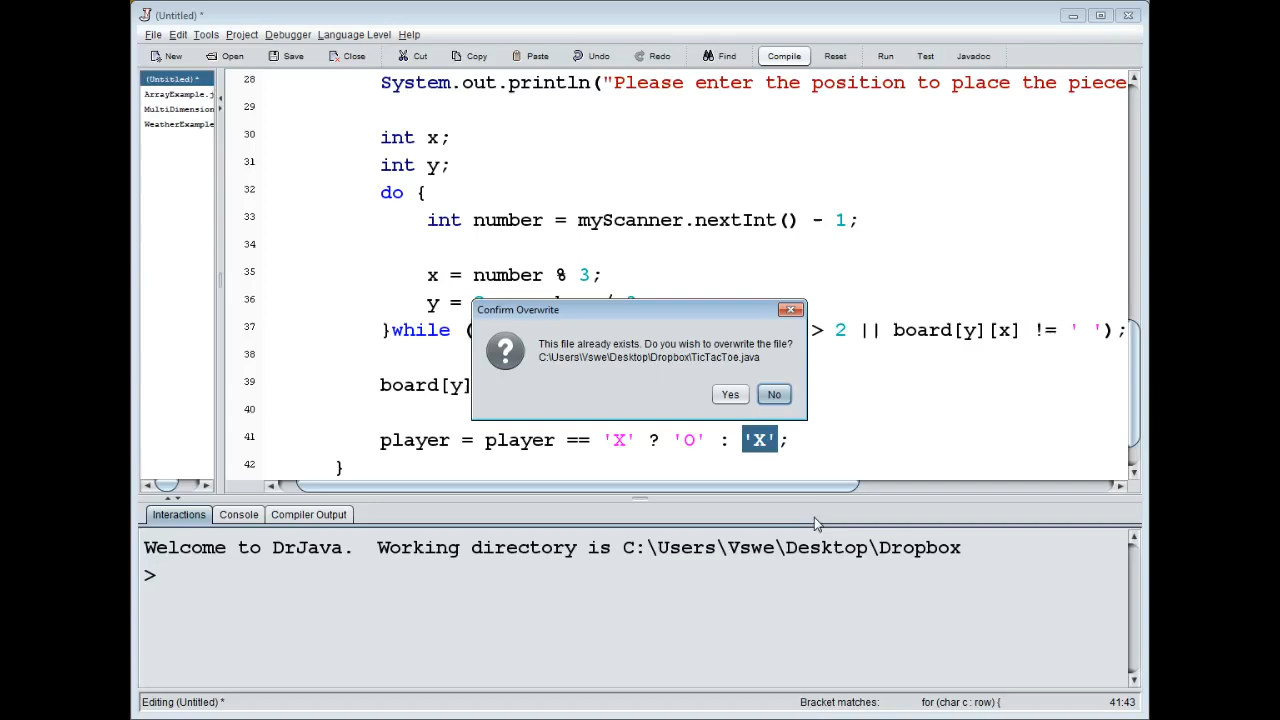 (Untitled) *
File Edit Tools Project Debugger Language Level Help
New Open Save Close Cut Copy Paste Undo Redo Find Compile Reset Run Test Javadoc
(Untitled) *
ArrayExample.j
MultiDimension
WeatherExample
28 System.out.println("Please enter the position to place the piece
29
30 int x;
31 int y;
32 do {
33 int number = myScanner.nextInt() - 1;
34
35 x = number % 3;
36 y =
37 }while ( > 2 || board[y][x] != ' ');
38
39 board[y]
40
41 player = player == 'X' ? 'O' : 'X';
42 }
Confirm Overwrite
This file already exists. Do you wish to overwrite the file?
C:\Users\Vswe\Desktop\Dropbox\TicTacToe.java
Yes No
Interactions Console Compiler Output
Welcome to DrJava. Working directory is C:\Users\Vswe\Desktop\Dropbox
>
Editing (Untitled) * Bracket matches: for (char c : row) { 41:43